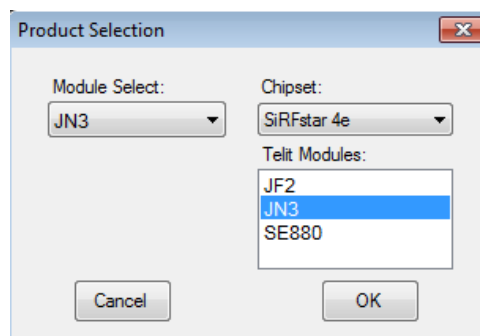 Product Selection
Module Select:
JN3
Chipset:
SiRFstar 4e
Telit Modules:
JF2
JN3
SE880
Cancel
OK